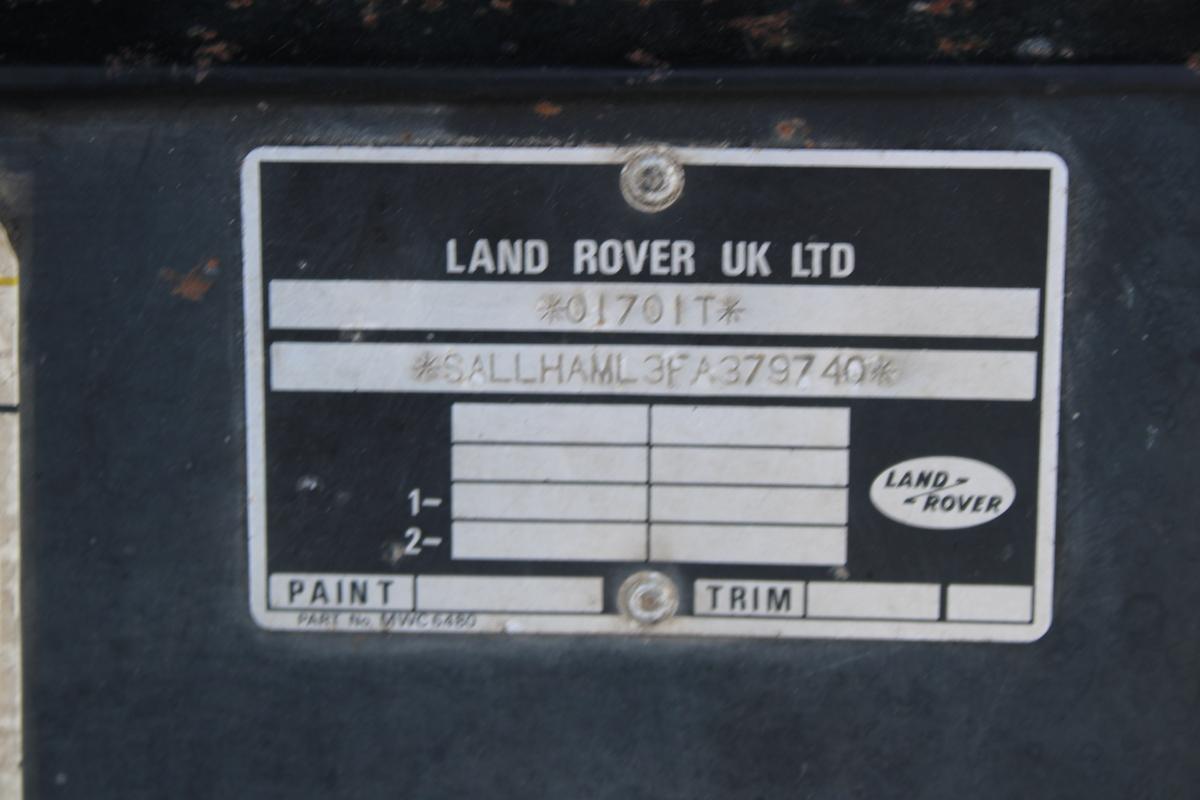 LAND ROVER UK LTD
*01701T*
*SALLHAML3FA379740*
1-
2-
LAND
ROVER
PAINT
TRIM
PART No. MWC6480